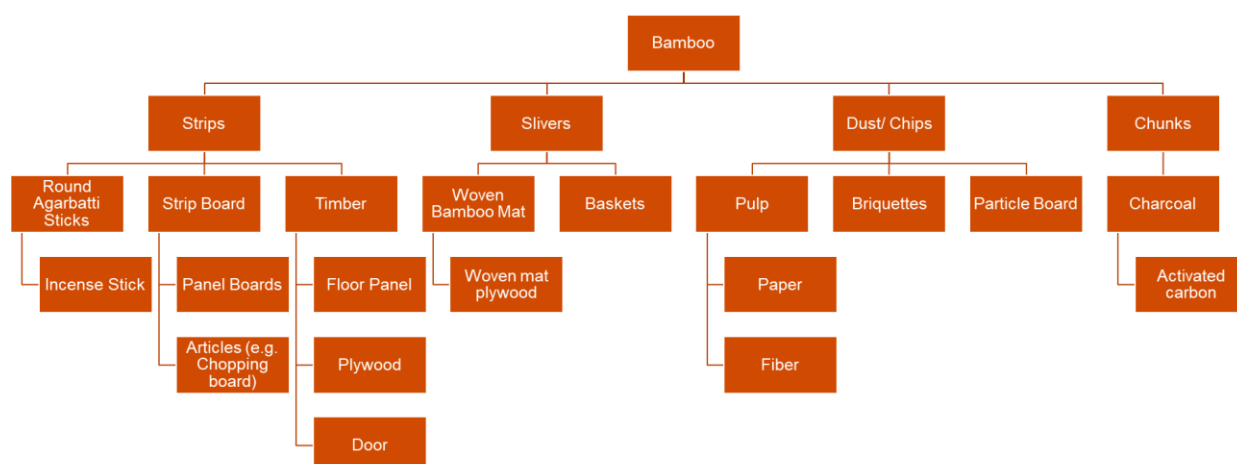 Bamboo
Strips
Slivers
Dust/ Chips
Chunks
Round
Agarbatti
Sticks
Strip Board
Timber
Woven
Bamboo Mat
Baskets
Pulp
Briquettes
Particle Board
Charcoal
Incense Stick
Panel Boards
Floor Panel
Woven mat
plywood
Paper
Activated
carbon
Articles (e.g.
Chopping
board)
Plywood
Fiber
Door